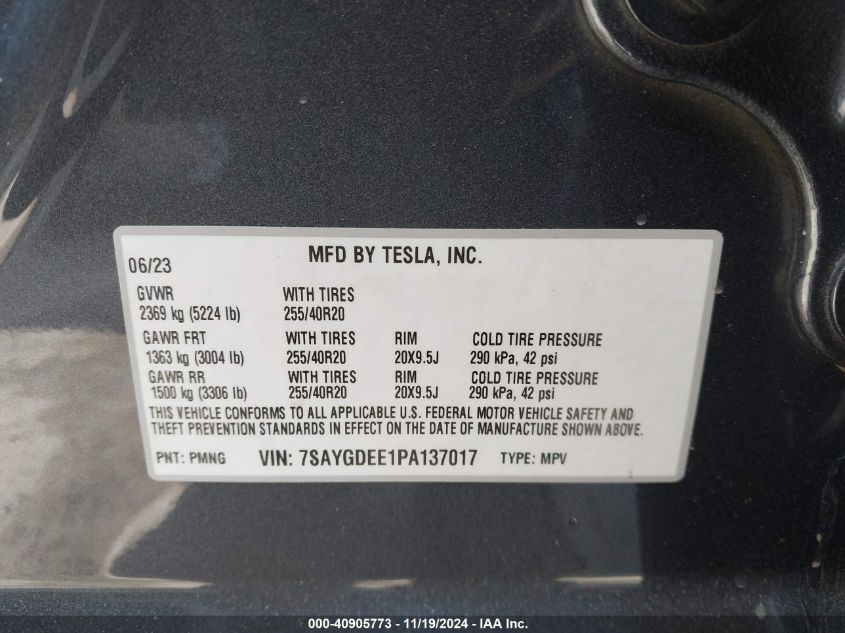 06/23 MFD BY TESLA, INC.
GVWR WITH TIRES
2369 kg (5224 lb) 255/40R20
GAWR FRT WITH TIRES RIM COLD TIRE PRESSURE
1363 kg (3004 lb) 255/40R20 20X9.5J 290 kPa, 42 psi
GAWR RR WITH TIRES RIM COLD TIRE PRESSURE
1500 kg (3306 lb) 255/40R20 20X9.5J 290 kPa, 42 psi
THIS VEHICLE CONFORMS TO ALL APPLICABLE U.S. FEDERAL MOTOR VEHICLE SAFETY AND
THEFT PREVENTION STANDARDS IN EFFECT ON THE DATE OF MANUFACTURE SHOWN ABOVE.
PNT: PMNG VIN: 7SAYGDEE1PA137017 TYPE: MPV
000-40905773 - 11/19/2024 - IAA Inc.